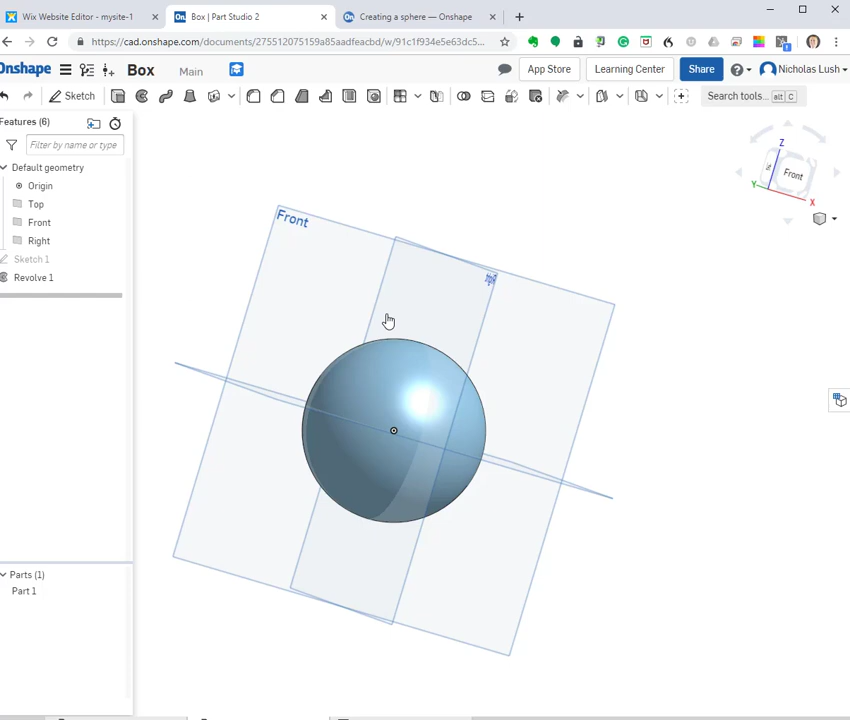 Wix Website Editor - mysite-1
Box | Part Studio 2
Creating a sphere — Onshape
https://cad.onshape.com/documents/275512075159a85aadfeacbd/w/91c1f934e5e63dc5...
Onshape
Box
Main
App Store
Learning Center
Share
Nicholas Lush
Sketch
Search tools...
alt C
Features (6)
Filter by name or type
Default geometry
Origin
Top
Front
Right
Sketch 1
Revolve 1
Front
Z
Front
Y
X
Parts (1)
Part 1